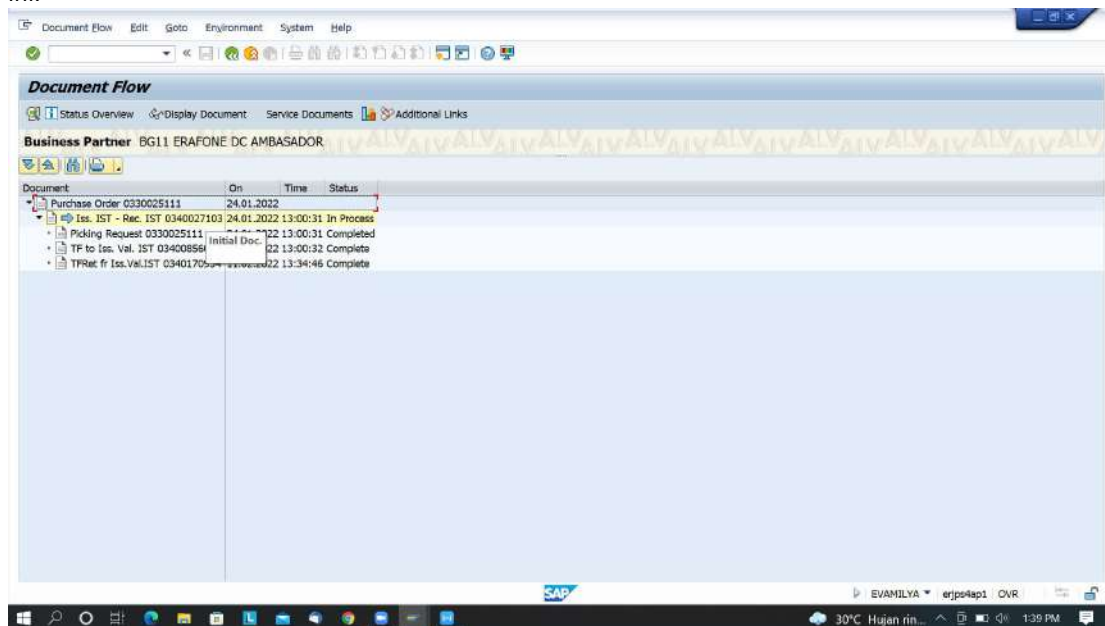 Document Flow Edit Goto Environment System Help
Document Flow
Status Overview Display Document Service Documents Additional Links
Business Partner BG11 ERAFONE DC AMBASADOR
Document On Time Status
Purchase Order 0330025111 24.01.2022
Iss. IST - Rec. IST 0340027103 24.01.2022 13:00:31 In Process
Picking Request 0330025111 22 13:00:31 Completed
Initial Doc.
TF to Iss. Val. IST 03400856 22 13:00:32 Complete
TFRet fr Iss.Val.IST 22 13:34:46 Complete
SAP
EVAMILYA erjps4ap1 OVR
30°C Hujan rin... 1:39 PM